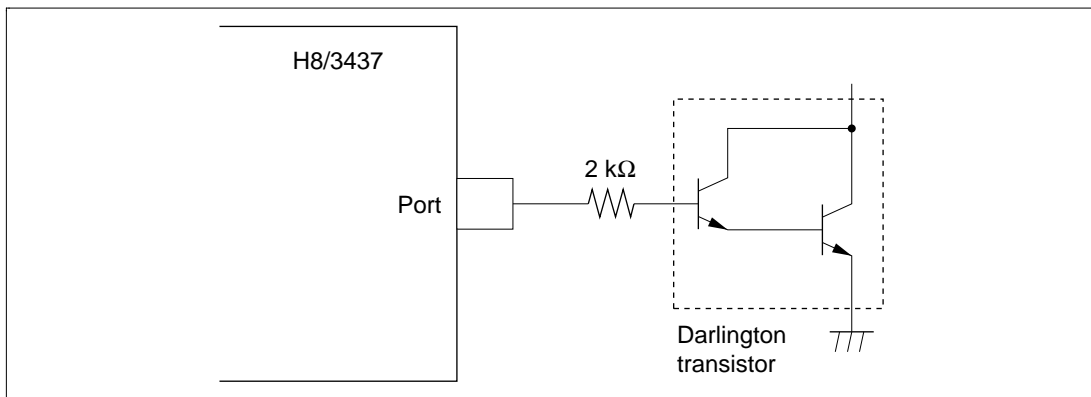 H8/3437
Port
2 kΩ
Darlington
transistor